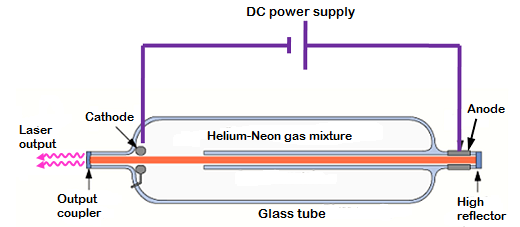 DC power supply
Cathode
Anode
Laser
output
Helium-Neon gas mixture
Output
coupler
Glass tube
High
reflector